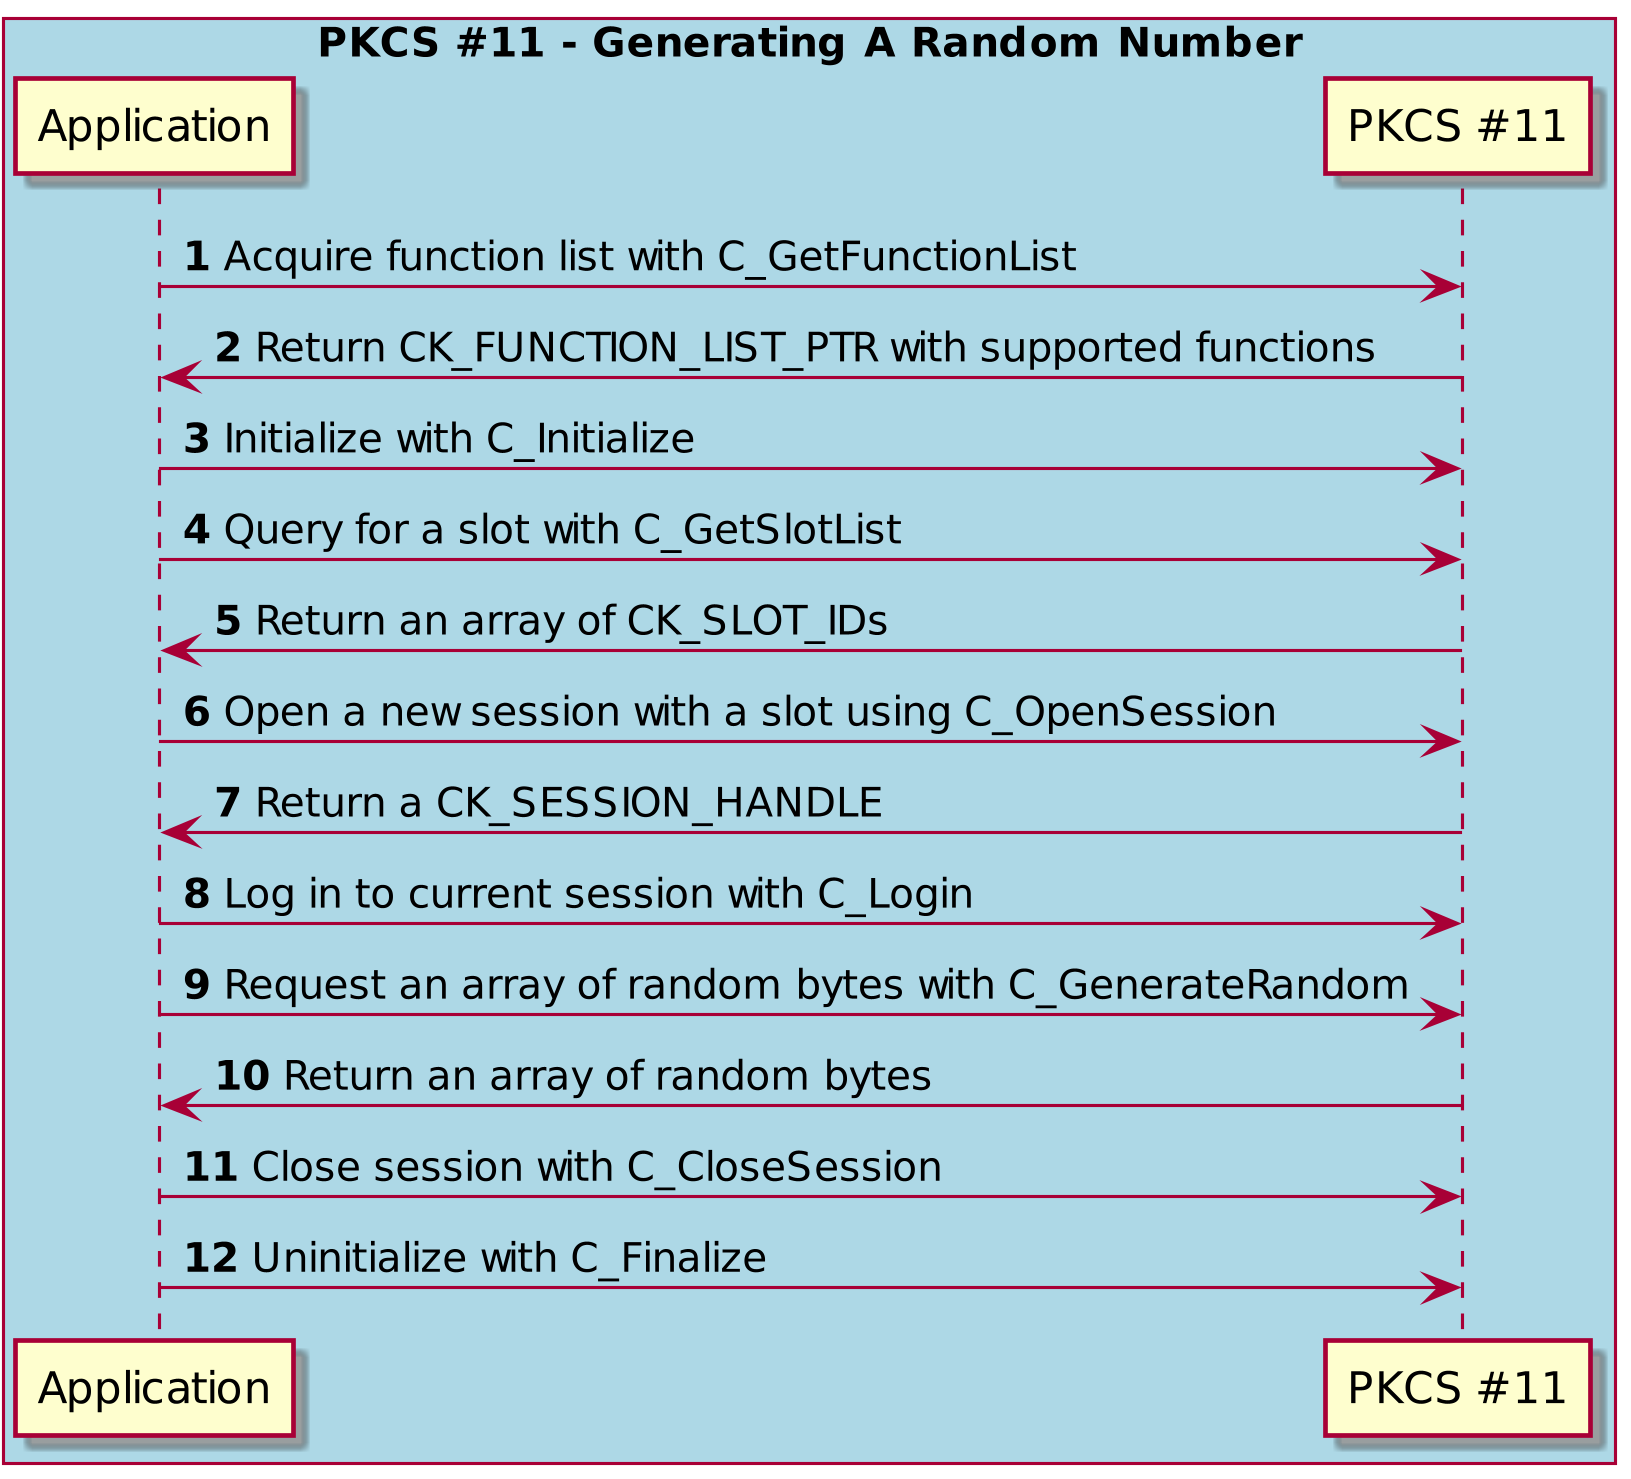 PKCS #11 - Generating A Random Number
Application
PKCS #11
1 Acquire function list with C_GetFunctionList
2 Return CK_FUNCTION_LIST_PTR with supported functions
3 Initialize with C_Initialize
4 Query for a slot with C_GetSlotList
5 Return an array of CK_SLOT_IDs
6 Open a new session with a slot using C_OpenSession
7 Return a CK_SESSION_HANDLE
8 Log in to current session with C_Login
9 Request an array of random bytes with C_GenerateRandom
10 Return an array of random bytes
11 Close session with C_CloseSession
12 Uninitialize with C_Finalize
Application
PKCS #11